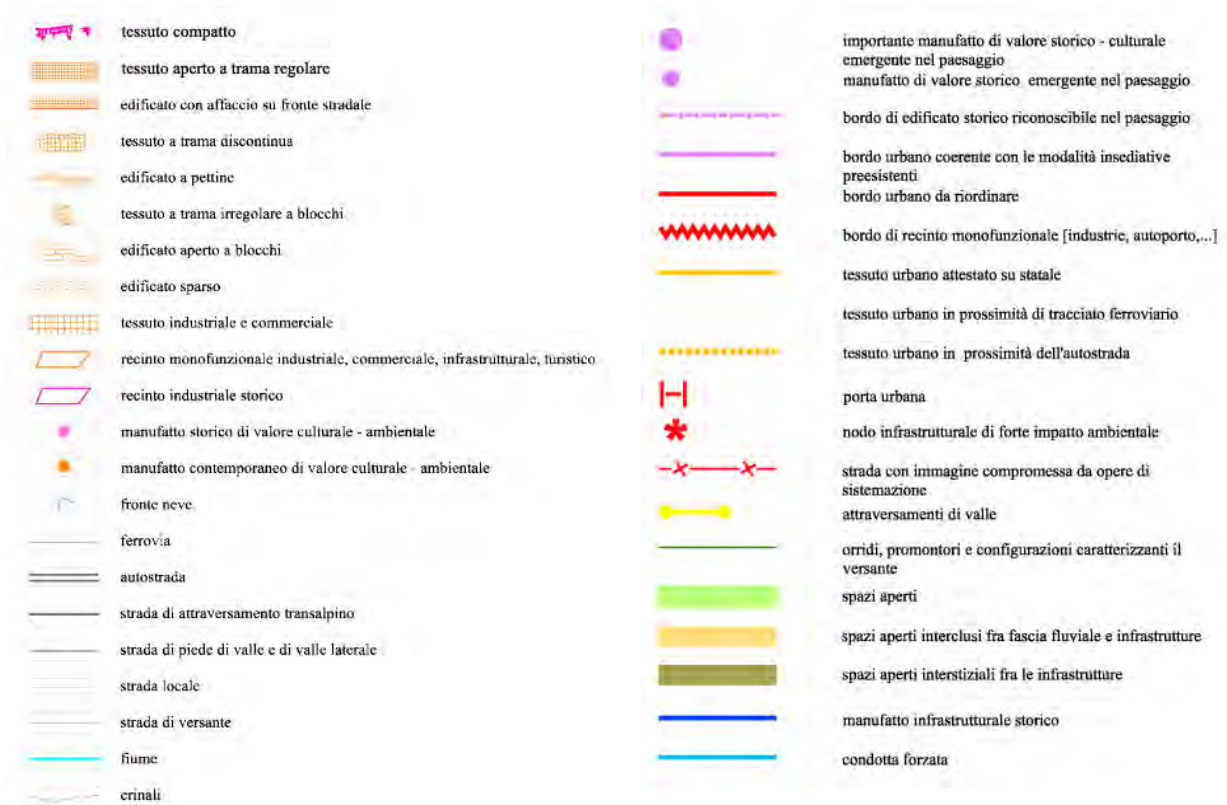 tessuto compatto
tessuto aperto a trama regolare
edificato con affaccio su fronte stradale
tessuto a trama discontinua
edificato a pettine
tessuto a trama irregolare a blocchi
edificato aperto a blocchi
edificato sparso
tessuto industriale e commerciale
recinto monofunzionale industriale, commerciale, infrastrutturale, turistico
recinto industriale storico
manufatto storico di valore culturale - ambientale
manufatto contemporaneo di valore culturale - ambientale
fronte neve
ferrovia
autostrada
strada di attraversamento transalpino
strada di piede di valle e di valle laterale
strada locale
strada di versante
fiume
crinali
importante manufatto di valore storico - culturale
emergente nel paesaggio
manufatto di valore storico emergente nel paesaggio
bordo di edificato storico riconoscibile nel paesaggio
bordo urbano coerente con le modalità insediative
preesistenti
bordo urbano da riordinare
bordo di recinto monofunzionale [industrie, autoporto,...]
tessuto urbano attestato su statale
tessuto urbano in prossimità di tracciato ferroviario
tessuto urbano in prossimità dell'autostrada
porta urbana
nodo infrastrutturale di forte impatto ambientale
strada con immagine compromessa da opere di
sistemazione
attraversamenti di valle
orridi, promontori e configurazioni caratterizzanti il
versante
spazi aperti
spazi aperti interclusi fra fascia fluviale e infrastrutture
spazi aperti interstiziali fra le infrastrutture
manufatto infrastrutturale storico
condotta forzata